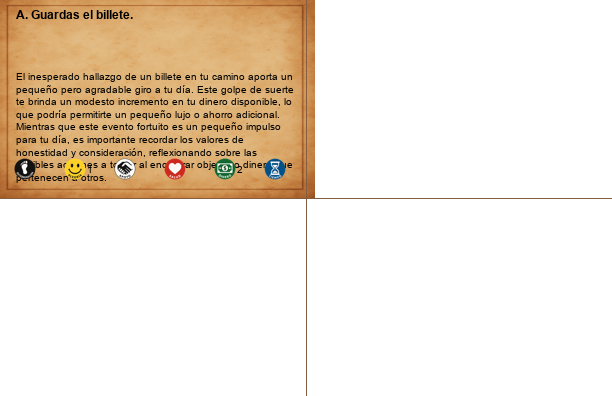 A. Guardas el billete.
El inesperado hallazgo de un billete en tu camino aporta un
pequeño pero agradable giro a tu día. Este golpe de suerte
te brinda un modesto incremento en tu dinero disponible, lo
que podría permitirte un pequeño lujo o ahorro adicional.
Mientras que este evento fortuito es un pequeño impulso
para tu día, es importante recordar los valores de
honestidad y consideración, reflexionando sobre las
a al
1 2
pertenecen a otros.